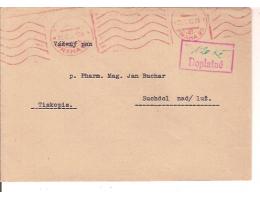 Vážený pan
Doplatné
p. Pharm. Mag. Jan Buchar
Suchdol nad/ luž.
Tiskopis.